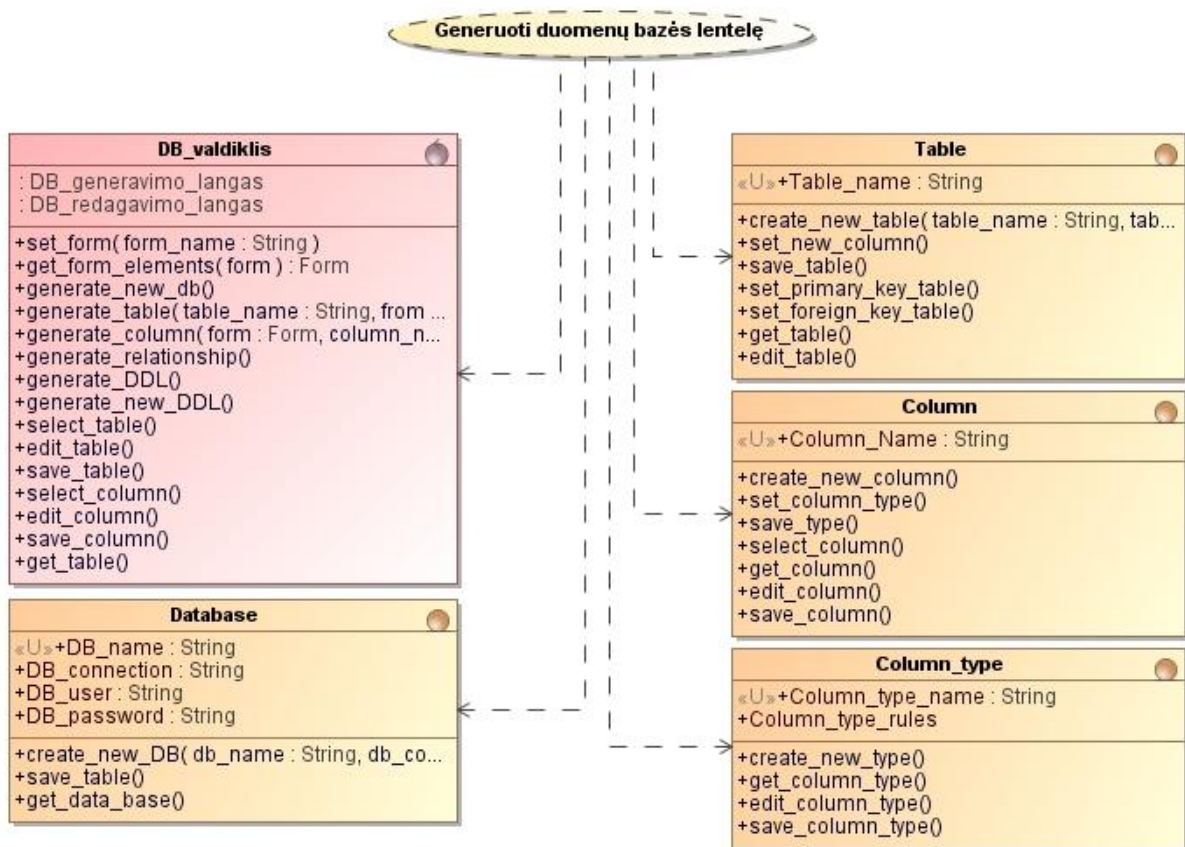 Generuoti duomenų bazės lentelę
DB_valdiklis
: DB_generavimo_langas
: DB_redagavimo_langas
+set_form( form_name : String )
+get_form_elements( form ) : Form
+generate_new_db()
+generate_table( table_name : String, from ...
+generate_column( form : Form, column_n...
+generate_relationship()
+generate_DDL()
+generate_new_DDL()
+select_table()
+edit_table()
+save_table()
+select_column()
+edit_column()
+save_column()
+get_table()
Database
«U»+DB_name : String
+DB_connection : String
+DB_user : String
+DB_password : String
+create_new_DB( db_name : String, db_co...
+save_table()
+get_data_base()
Table
«U»+Table_name : String
+create_new_table( table_name : String, tab...
+set_new_column()
+save_table()
+set_primary_key_table()
+set_foreign_key_table()
+get_table()
+edit_table()
Column
«U»+Column_Name : String
+create_new_column()
+set_column_type()
+save_type()
+select_column()
+get_column()
+edit_column()
+save_column()
Column_type
«U»+Column_type_name : String
+Column_type_rules
+create_new_type()
+get_column_type()
+edit_column_type()
+save_column_type()